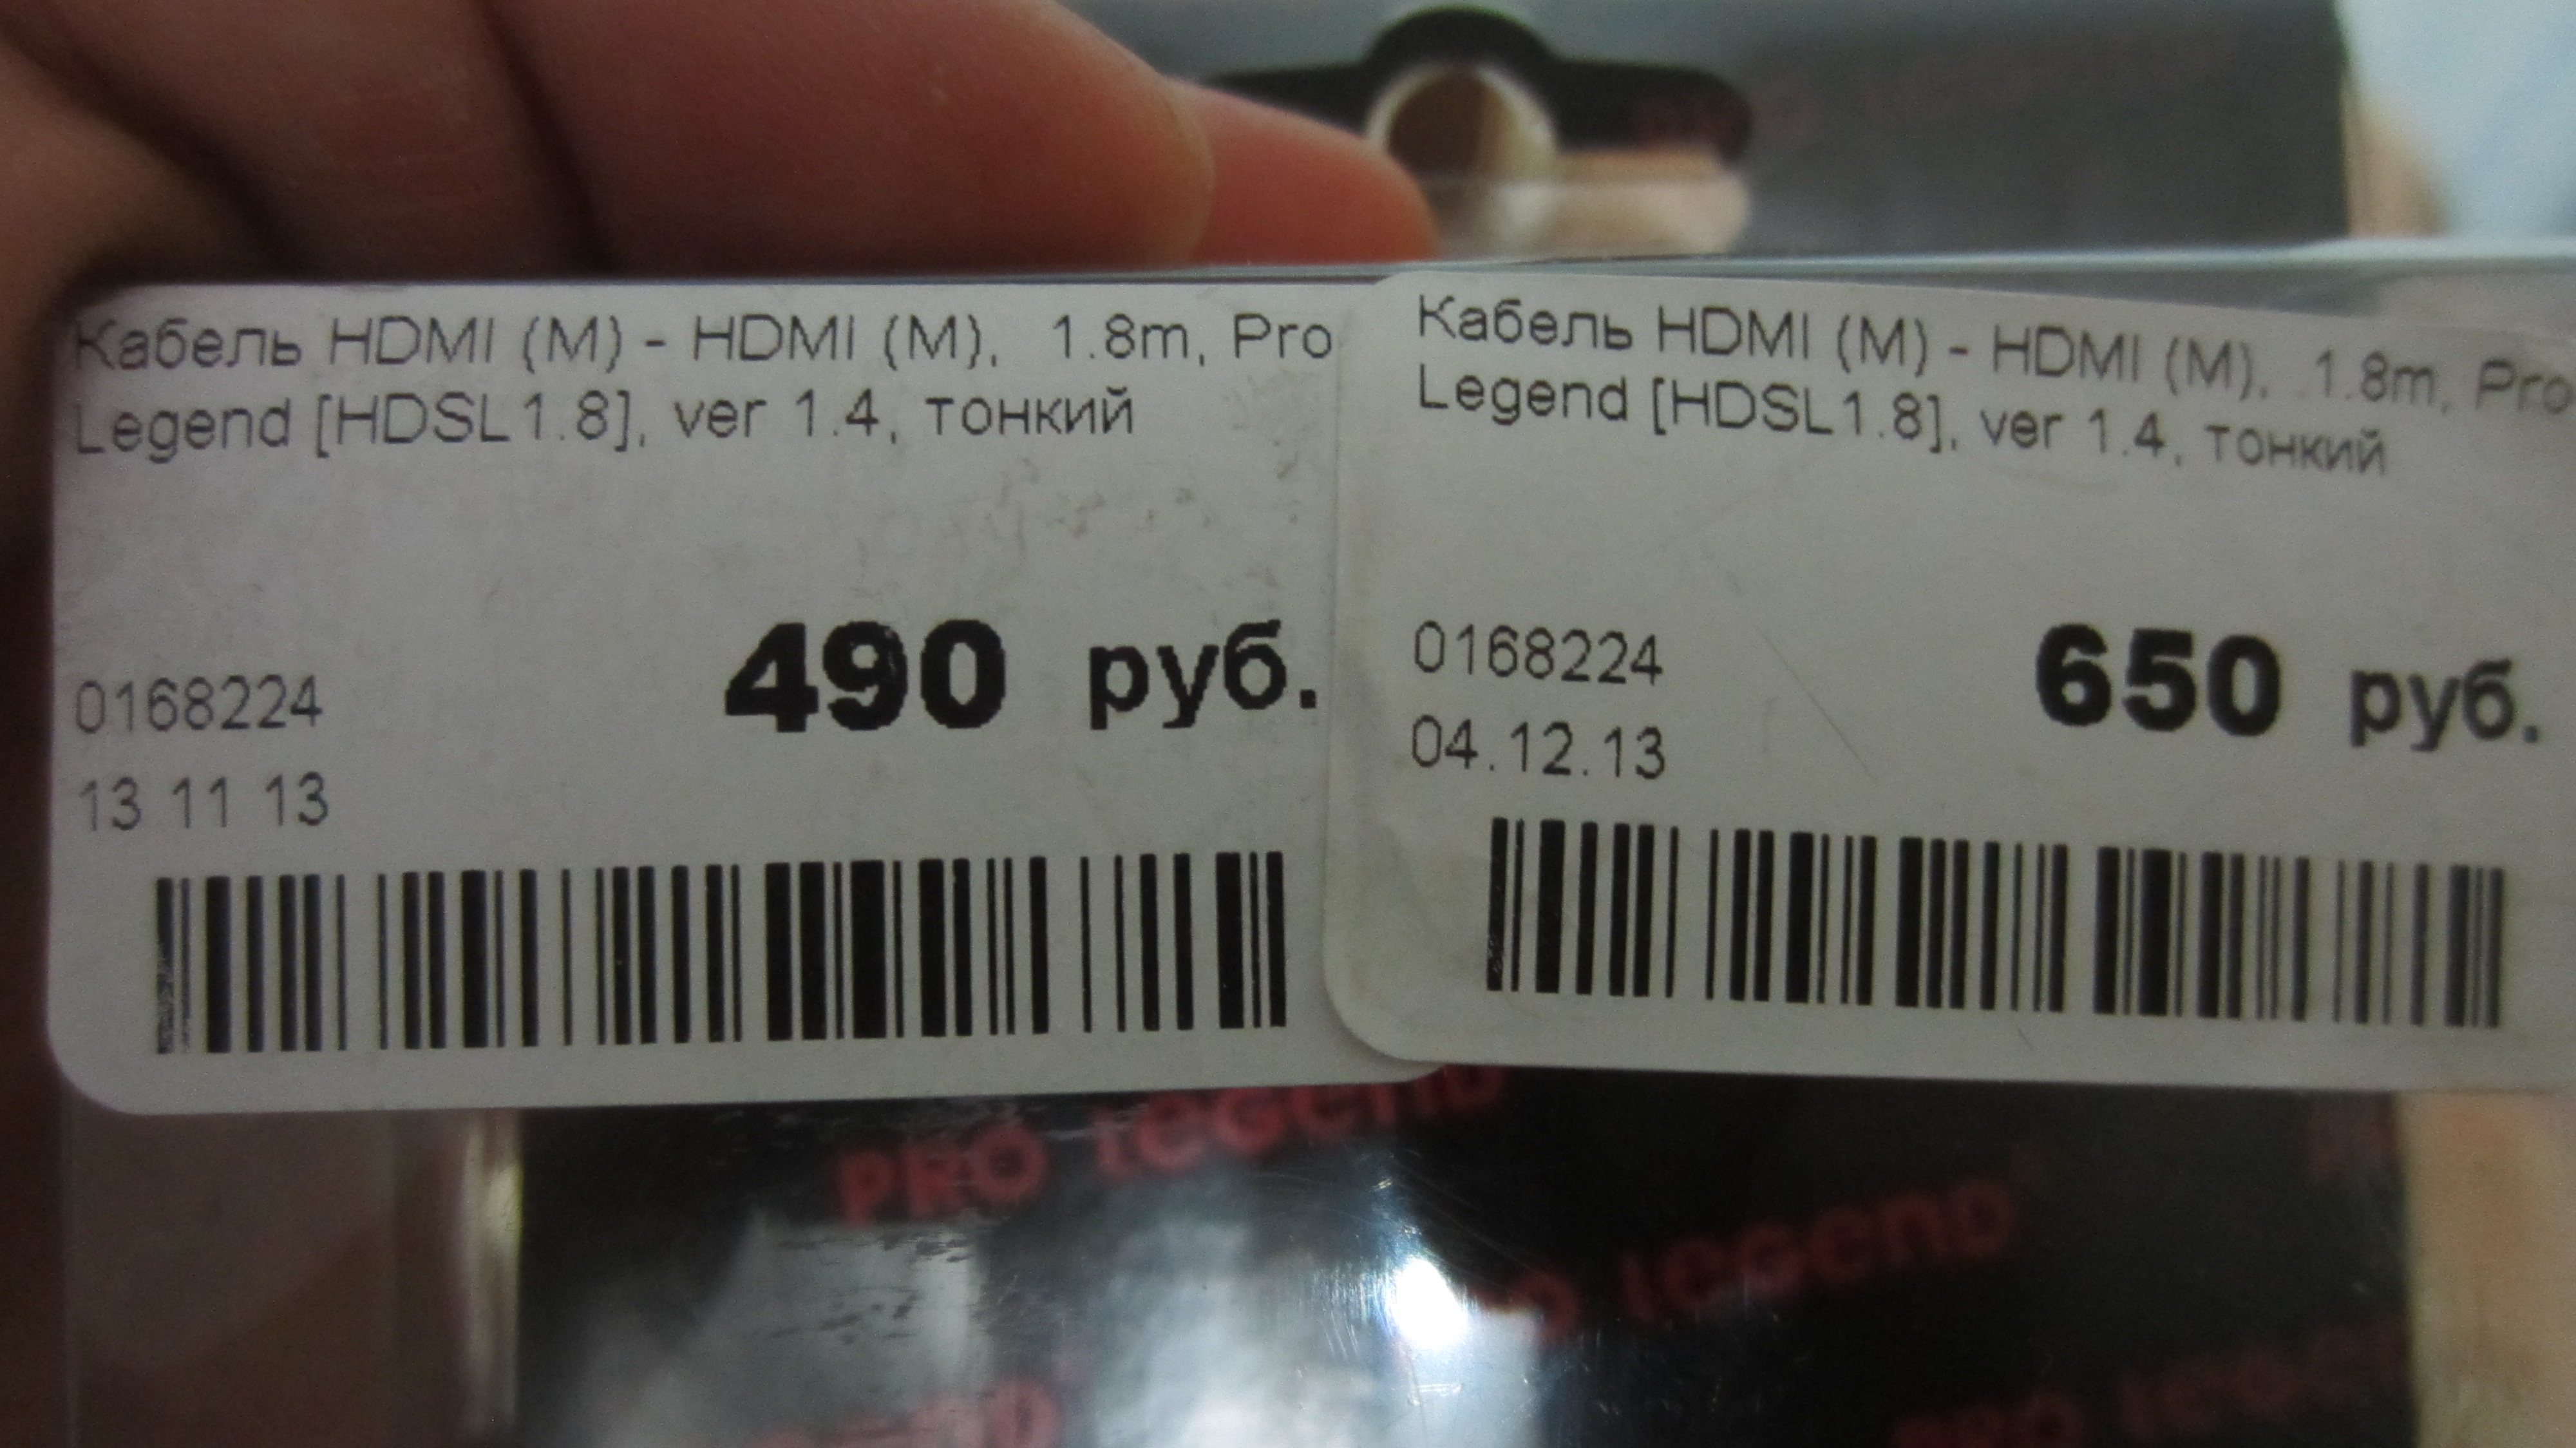 Кабель HDMI (M) - HDMI (M), 1.8m, Pro
Legend [HDSL1.8], ver 1.4, тонкий
490 руб.
0168224
13 11 13
Кабель HDMI (M) - HDMI (M), 1.8m, Pro
Legend [HDSL1.8], ver 1.4, тонкий
650 руб.
0168224
04.12.13
PRO LEGEND
LEGEND
PRO